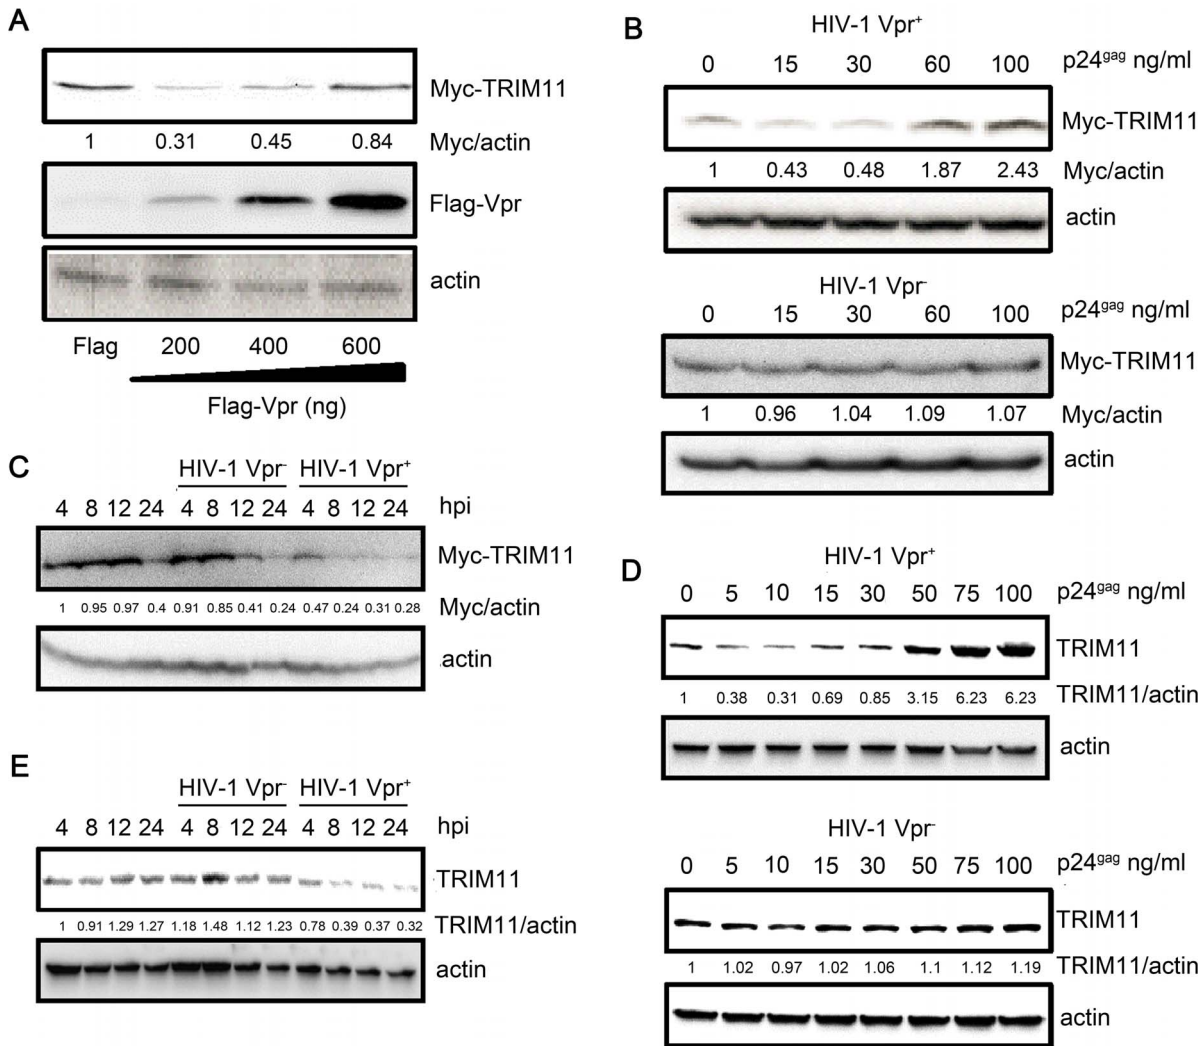 A
Myc-TRIM11
1 0.31 0.45 0.84 Myc/actin
Flag-Vpr
actin
Flag 200 400 600
Flag-Vpr (ng)
B
HIV-1 Vpr⁺
0 15 30 60 100 p24ᵍᵃᵍ ng/ml
Myc-TRIM11
1 0.43 0.48 1.87 2.43 Myc/actin
actin
HIV-1 Vpr⁻
0 15 30 60 100 p24ᵍᵃᵍ ng/ml
Myc-TRIM11
1 0.96 1.04 1.09 1.07 Myc/actin
actin
C
HIV-1 Vpr⁻ HIV-1 Vpr⁺
4 8 12 24 4 8 12 24 4 8 12 24 hpi
Myc-TRIM11
1 0.95 0.97 0.4 0.91 0.85 0.41 0.24 0.47 0.24 0.31 0.28 Myc/actin
actin
D
HIV-1 Vpr⁺
0 5 10 15 30 50 75 100 p24ᵍᵃᵍ ng/ml
TRIM11
1 0.38 0.31 0.69 0.85 3.15 6.23 6.23 TRIM11/actin
actin
HIV-1 Vpr⁻
0 5 10 15 30 50 75 100 p24ᵍᵃᵍ ng/ml
TRIM11
1 1.02 0.97 1.02 1.06 1.1 1.12 1.19 TRIM11/actin
actin
E
HIV-1 Vpr⁻ HIV-1 Vpr⁺
4 8 12 24 4 8 12 24 4 8 12 24 hpi
TRIM11
1 0.91 1.29 1.27 1.18 1.48 1.12 1.23 0.78 0.39 0.37 0.32 TRIM11/actin
actin